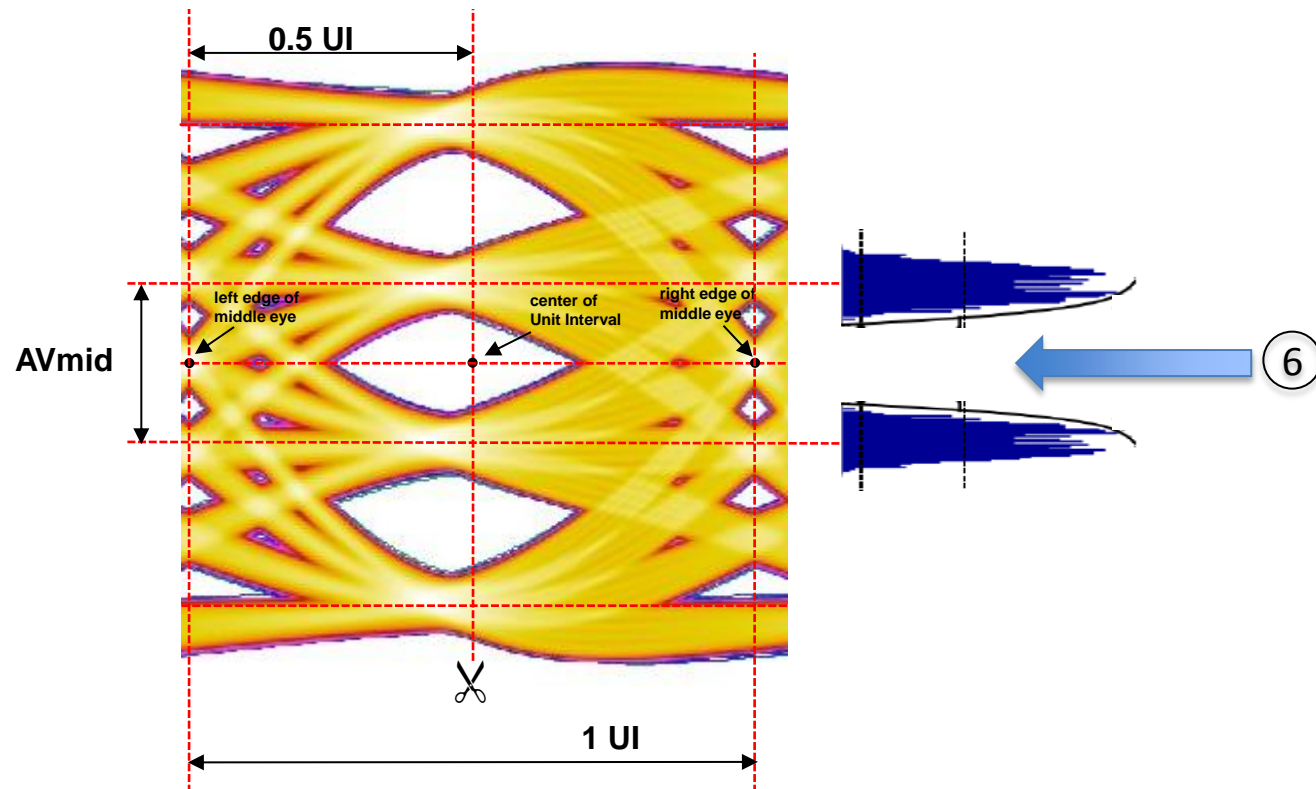 0.5 UI
left edge of
middle eye
center of
Unit Interval
right edge of
middle eye
AVmid
6
1 UI